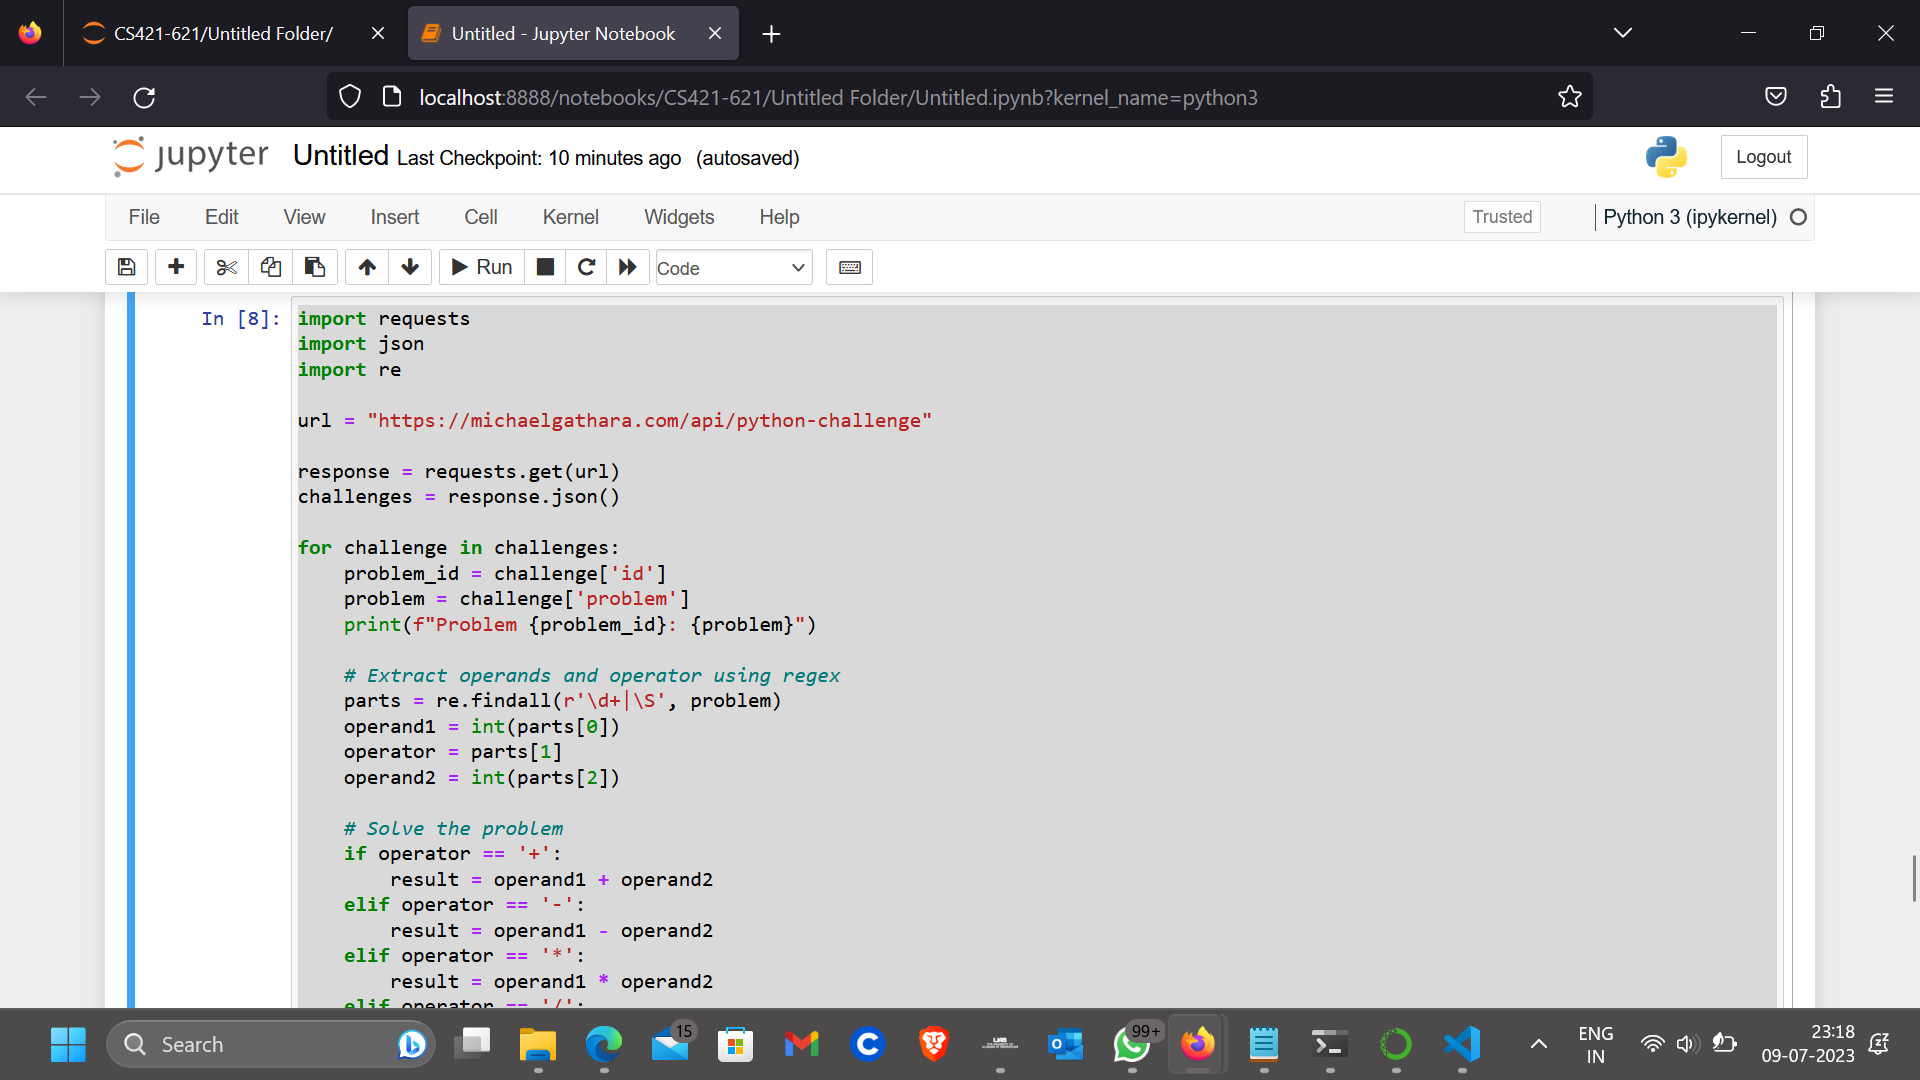 CS421-621/Untitled Folder/
Untitled - Jupyter Notebook
localhost:8888/notebooks/CS421-621/Untitled Folder/Untitled.ipynb?kernel_name=python3
jupyter Untitled Last Checkpoint: 10 minutes ago (autosaved)
Logout
File Edit View Insert Cell Kernel Widgets Help
Trusted
Python 3 (ipykernel)
Run
Code
In [8]:
import requests
import json
import re
url = "https://michaelgathara.com/api/python-challenge"
response = requests.get(url)
challenges = response.json()
for challenge in challenges:
    problem_id = challenge['id']
    problem = challenge['problem']
    print(f"Problem {problem_id}: {problem}")
    # Extract operands and operator using regex
    parts = re.findall(r'\d+|\S', problem)
    operand1 = int(parts[0])
    operator = parts[1]
    operand2 = int(parts[2])
    # Solve the problem
    if operator == '+':
        result = operand1 + operand2
    elif operator == '-':
        result = operand1 - operand2
    elif operator == '*':
        result = operand1 * operand2
    elif operator == '/':
Search
15
99+
ENG
IN
23:18
09-07-2023